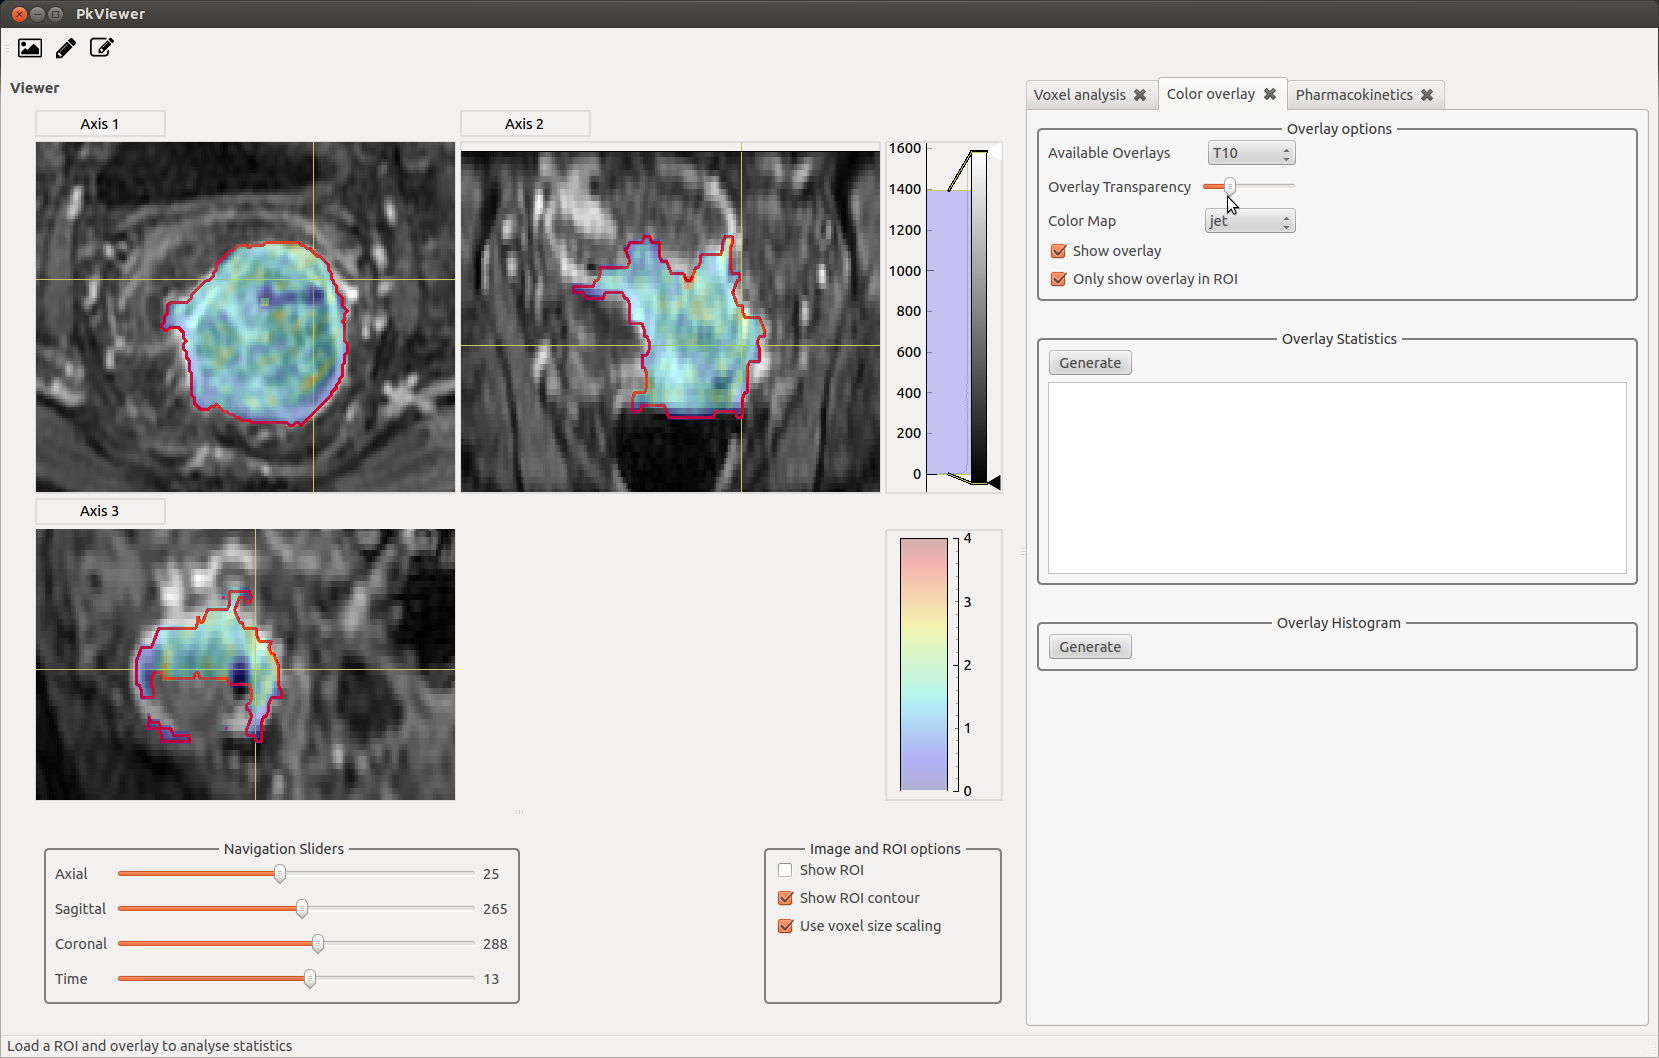 PkViewer
Viewer
Axis 1
Axis 2
1600
1400
1200
1000
800
600
400
200
0
Axis 3
4
3
2
1
0
Navigation Sliders
Axial 25
Sagittal 265
Coronal 288
Time 13
Image and ROI options
Show ROI
Show ROI contour
Use voxel size scaling
Voxel analysis
Color overlay
Pharmacokinetics
Overlay options
Available Overlays T10
Overlay Transparency
Color Map jet
Show overlay
Only show overlay in ROI
Overlay Statistics
Generate
Overlay Histogram
Generate
Load a ROI and overlay to analyse statistics